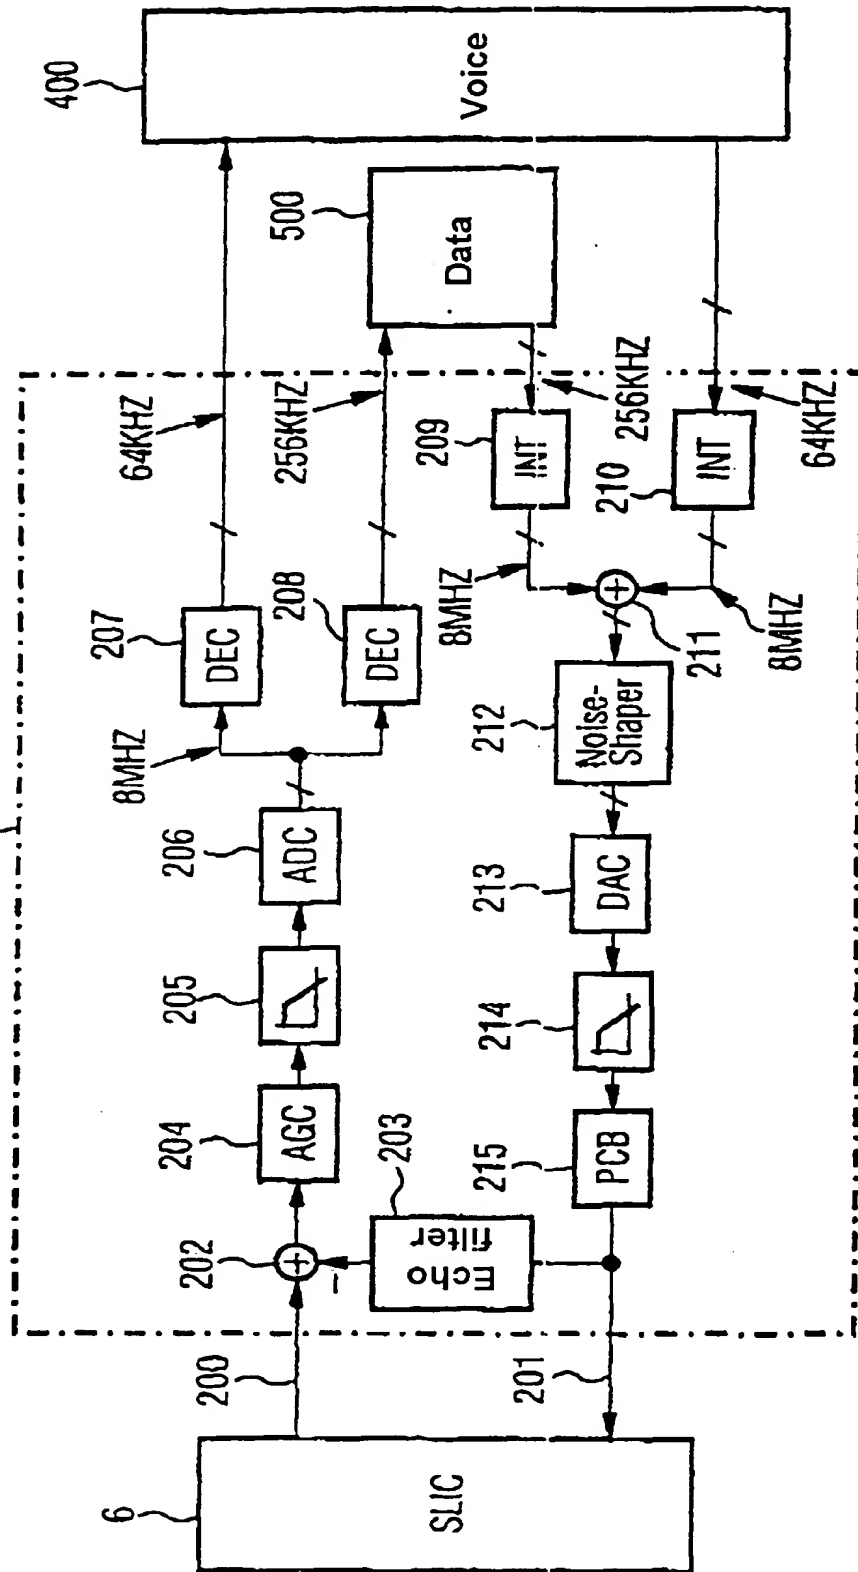 6
SLIC
200
201
202
Echo
filter
203
204
AGC
205
206
ADC
8MHZ
207
DEC
208
DEC
64KHZ
256KHZ
400
Voice
500
Data
256KHZ
209
INT
8MHZ
210
INT
64KHZ
8MHZ
211
212
Noise-
Shaper
213
DAC
214
215
PCB